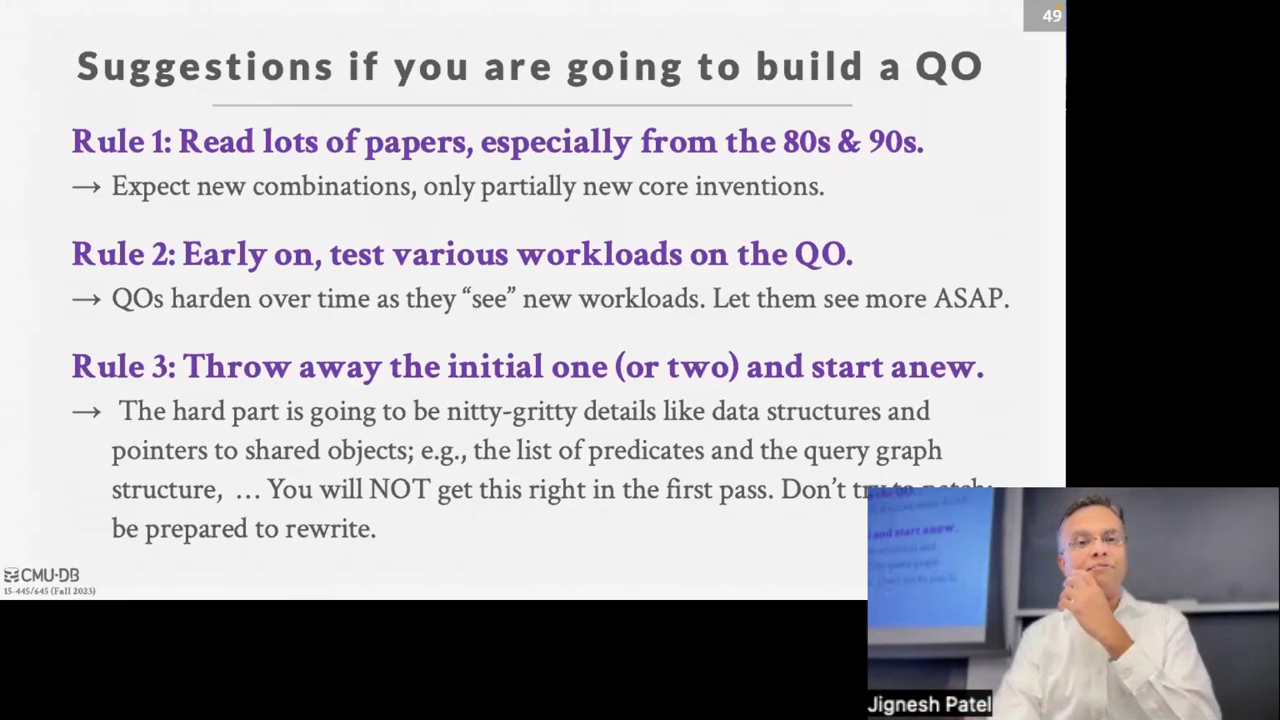 49
Suggestions if you are going to build a QO
Rule 1: Read lots of papers, especially from the 80s & 90s.
→ Expect new combinations, only partially new core inventions.
Rule 2: Early on, test various workloads on the QO.
→ QOs harden over time as they “see” new workloads. Let them see more ASAP.
Rule 3: Throw away the initial one (or two) and start anew.
→ The hard part is going to be nitty-gritty details like data structures and
pointers to shared objects; e.g., the list of predicates and the query graph
structure, … You will NOT get this right in the first pass. Don’t try to patch;
be prepared to rewrite.
CMU·DB
15-445/645 (Fall 2023)
and start anew.
Jignesh Patel